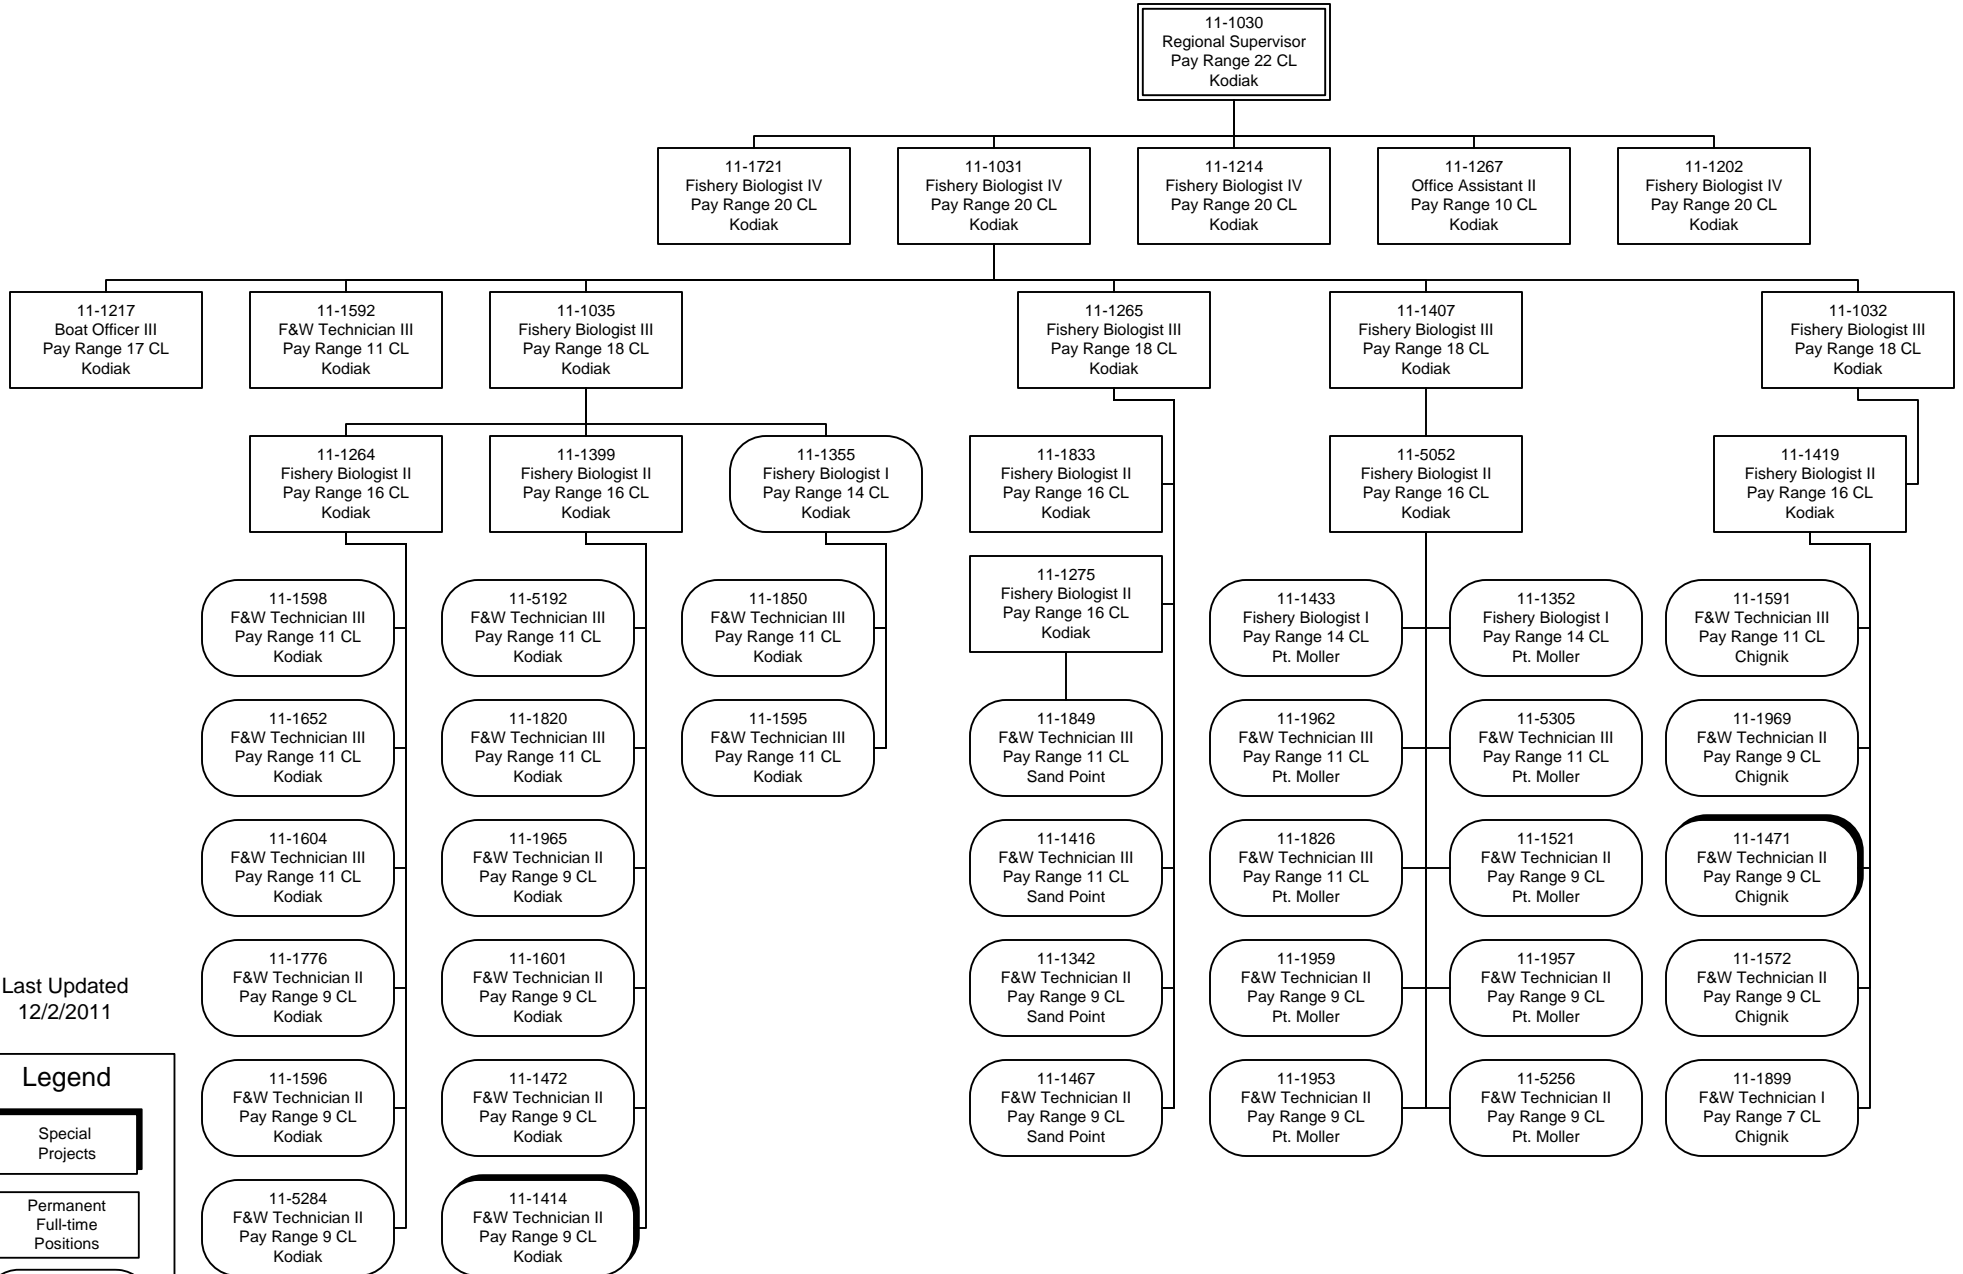 11-1030
Regional Supervisor
Pay Range 22 CL
Kodiak
11-1721
Fishery Biologist IV
Pay Range 20 CL
Kodiak
11-1031
Fishery Biologist IV
Pay Range 20 CL
Kodiak
11-1214
Fishery Biologist IV
Pay Range 20 CL
Kodiak
11-1267
Office Assistant II
Pay Range 10 CL
Kodiak
11-1202
Fishery Biologist IV
Pay Range 20 CL
Kodiak
11-1217
Boat Officer III
Pay Range 17 CL
Kodiak
11-1592
F&W Technician III
Pay Range 11 CL
Kodiak
11-1035
Fishery Biologist III
Pay Range 18 CL
Kodiak
11-1265
Fishery Biologist III
Pay Range 18 CL
Kodiak
11-1407
Fishery Biologist III
Pay Range 18 CL
Kodiak
11-1032
Fishery Biologist III
Pay Range 18 CL
Kodiak
11-1264
Fishery Biologist II
Pay Range 16 CL
Kodiak
11-1399
Fishery Biologist II
Pay Range 16 CL
Kodiak
11-1355
Fishery Biologist I
Pay Range 14 CL
Kodiak
11-1833
Fishery Biologist II
Pay Range 16 CL
Kodiak
11-5052
Fishery Biologist II
Pay Range 16 CL
Kodiak
11-1419
Fishery Biologist II
Pay Range 16 CL
Kodiak
11-1275
Fishery Biologist II
Pay Range 16 CL
Kodiak
11-1598
F&W Technician III
Pay Range 11 CL
Kodiak
11-5192
F&W Technician III
Pay Range 11 CL
Kodiak
11-1850
F&W Technician III
Pay Range 11 CL
Kodiak
11-1433
Fishery Biologist I
Pay Range 14 CL
Pt. Moller
11-1352
Fishery Biologist I
Pay Range 14 CL
Pt. Moller
11-1591
F&W Technician III
Pay Range 11 CL
Chignik
11-1652
F&W Technician III
Pay Range 11 CL
Kodiak
11-1820
F&W Technician III
Pay Range 11 CL
Kodiak
11-1595
F&W Technician III
Pay Range 11 CL
Kodiak
11-1849
F&W Technician III
Pay Range 11 CL
Sand Point
11-1962
F&W Technician III
Pay Range 11 CL
Pt. Moller
11-5305
F&W Technician III
Pay Range 11 CL
Pt. Moller
11-1969
F&W Technician II
Pay Range 9 CL
Chignik
11-1604
F&W Technician III
Pay Range 11 CL
Kodiak
11-1965
F&W Technician II
Pay Range 9 CL
Kodiak
11-1416
F&W Technician III
Pay Range 11 CL
Sand Point
11-1826
F&W Technician III
Pay Range 11 CL
Pt. Moller
11-1521
F&W Technician II
Pay Range 9 CL
Pt. Moller
11-1471
F&W Technician II
Pay Range 9 CL
Chignik
11-1776
F&W Technician II
Pay Range 9 CL
Kodiak
11-1601
F&W Technician II
Pay Range 9 CL
Kodiak
11-1342
F&W Technician II
Pay Range 9 CL
Sand Point
11-1959
F&W Technician II
Pay Range 9 CL
Pt. Moller
11-1957
F&W Technician II
Pay Range 9 CL
Pt. Moller
11-1572
F&W Technician II
Pay Range 9 CL
Chignik
Last Updated
12/2/2011
11-1596
F&W Technician II
Pay Range 9 CL
Kodiak
11-1472
F&W Technician II
Pay Range 9 CL
Kodiak
11-1467
F&W Technician II
Pay Range 9 CL
Sand Point
11-1953
F&W Technician II
Pay Range 9 CL
Pt. Moller
11-5256
F&W Technician II
Pay Range 9 CL
Pt. Moller
11-1899
F&W Technician I
Pay Range 7 CL
Chignik
11-5284
F&W Technician II
Pay Range 9 CL
Kodiak
11-1414
F&W Technician II
Pay Range 9 CL
Kodiak
Legend
Special
Projects
Permanent
Full-time
Positions